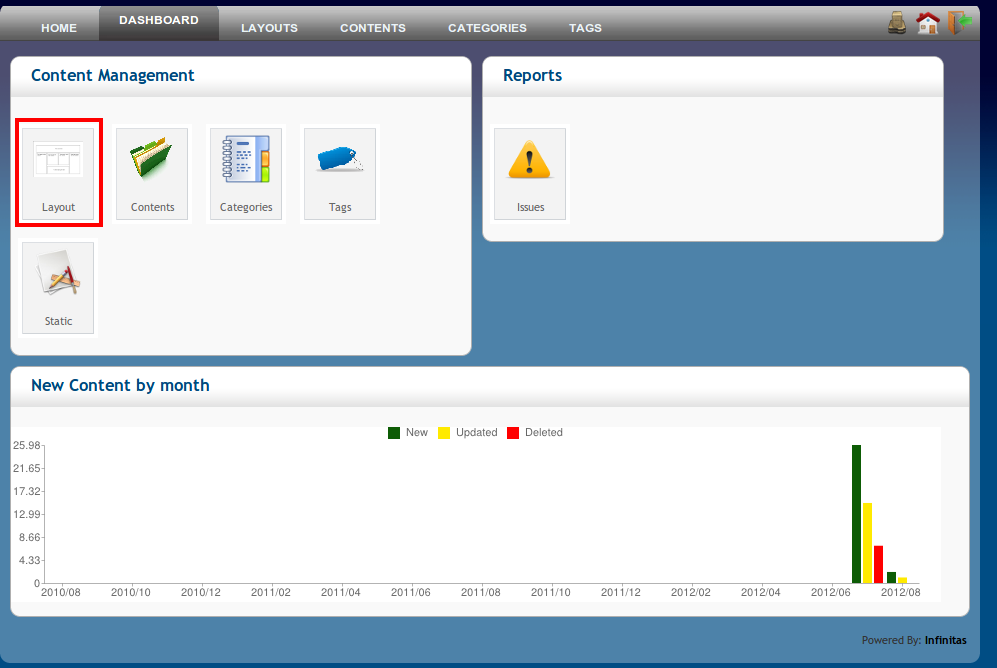 HOME DASHBOARD LAYOUTS CONTENTS CATEGORIES TAGS
Content Management
Layout Contents Categories Tags
Static
Reports
Issues
New Content by month
New Updated Deleted
25.98
21.65
17.32
12.99
8.66
4.33
0
2010/08 2010/10 2010/12 2011/02 2011/04 2011/06 2011/08 2011/10 2011/12 2012/02 2012/04 2012/06 2012/08
Powered By: Infinitas